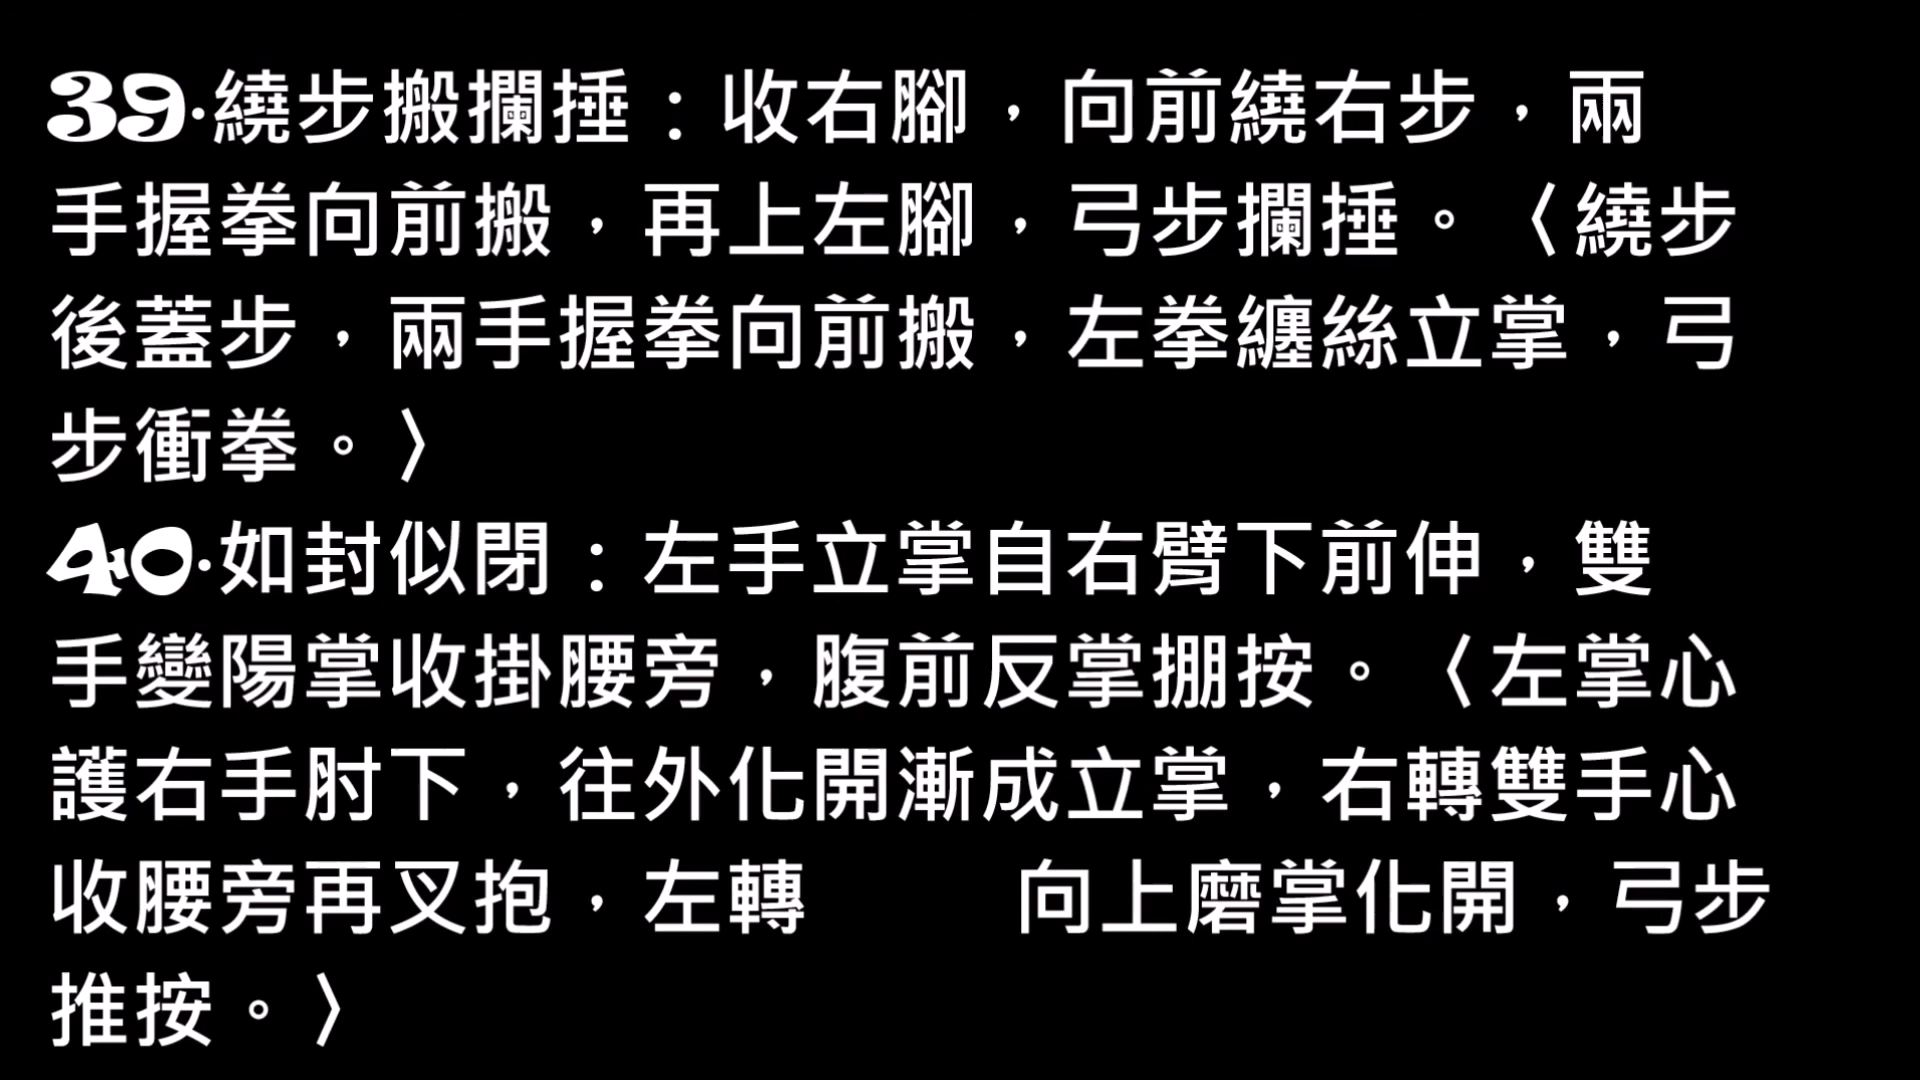 39·繞步搬攔捶：收右腳，向前繞右步，兩
手握拳向前搬，再上左腳，弓步攔捶。〈繞步
後蓋步，兩手握拳向前搬，左拳纏絲立掌，弓
步衝拳。〉
40·如封似閉：左手立掌自右臂下前伸，雙
手變陽掌收掛腰旁，腹前反掌掤按。〈左掌心
護右手肘下，往外化開漸成立掌，右轉雙手心
收腰旁再叉抱，左轉　　向上磨掌化開，弓步
推按。〉